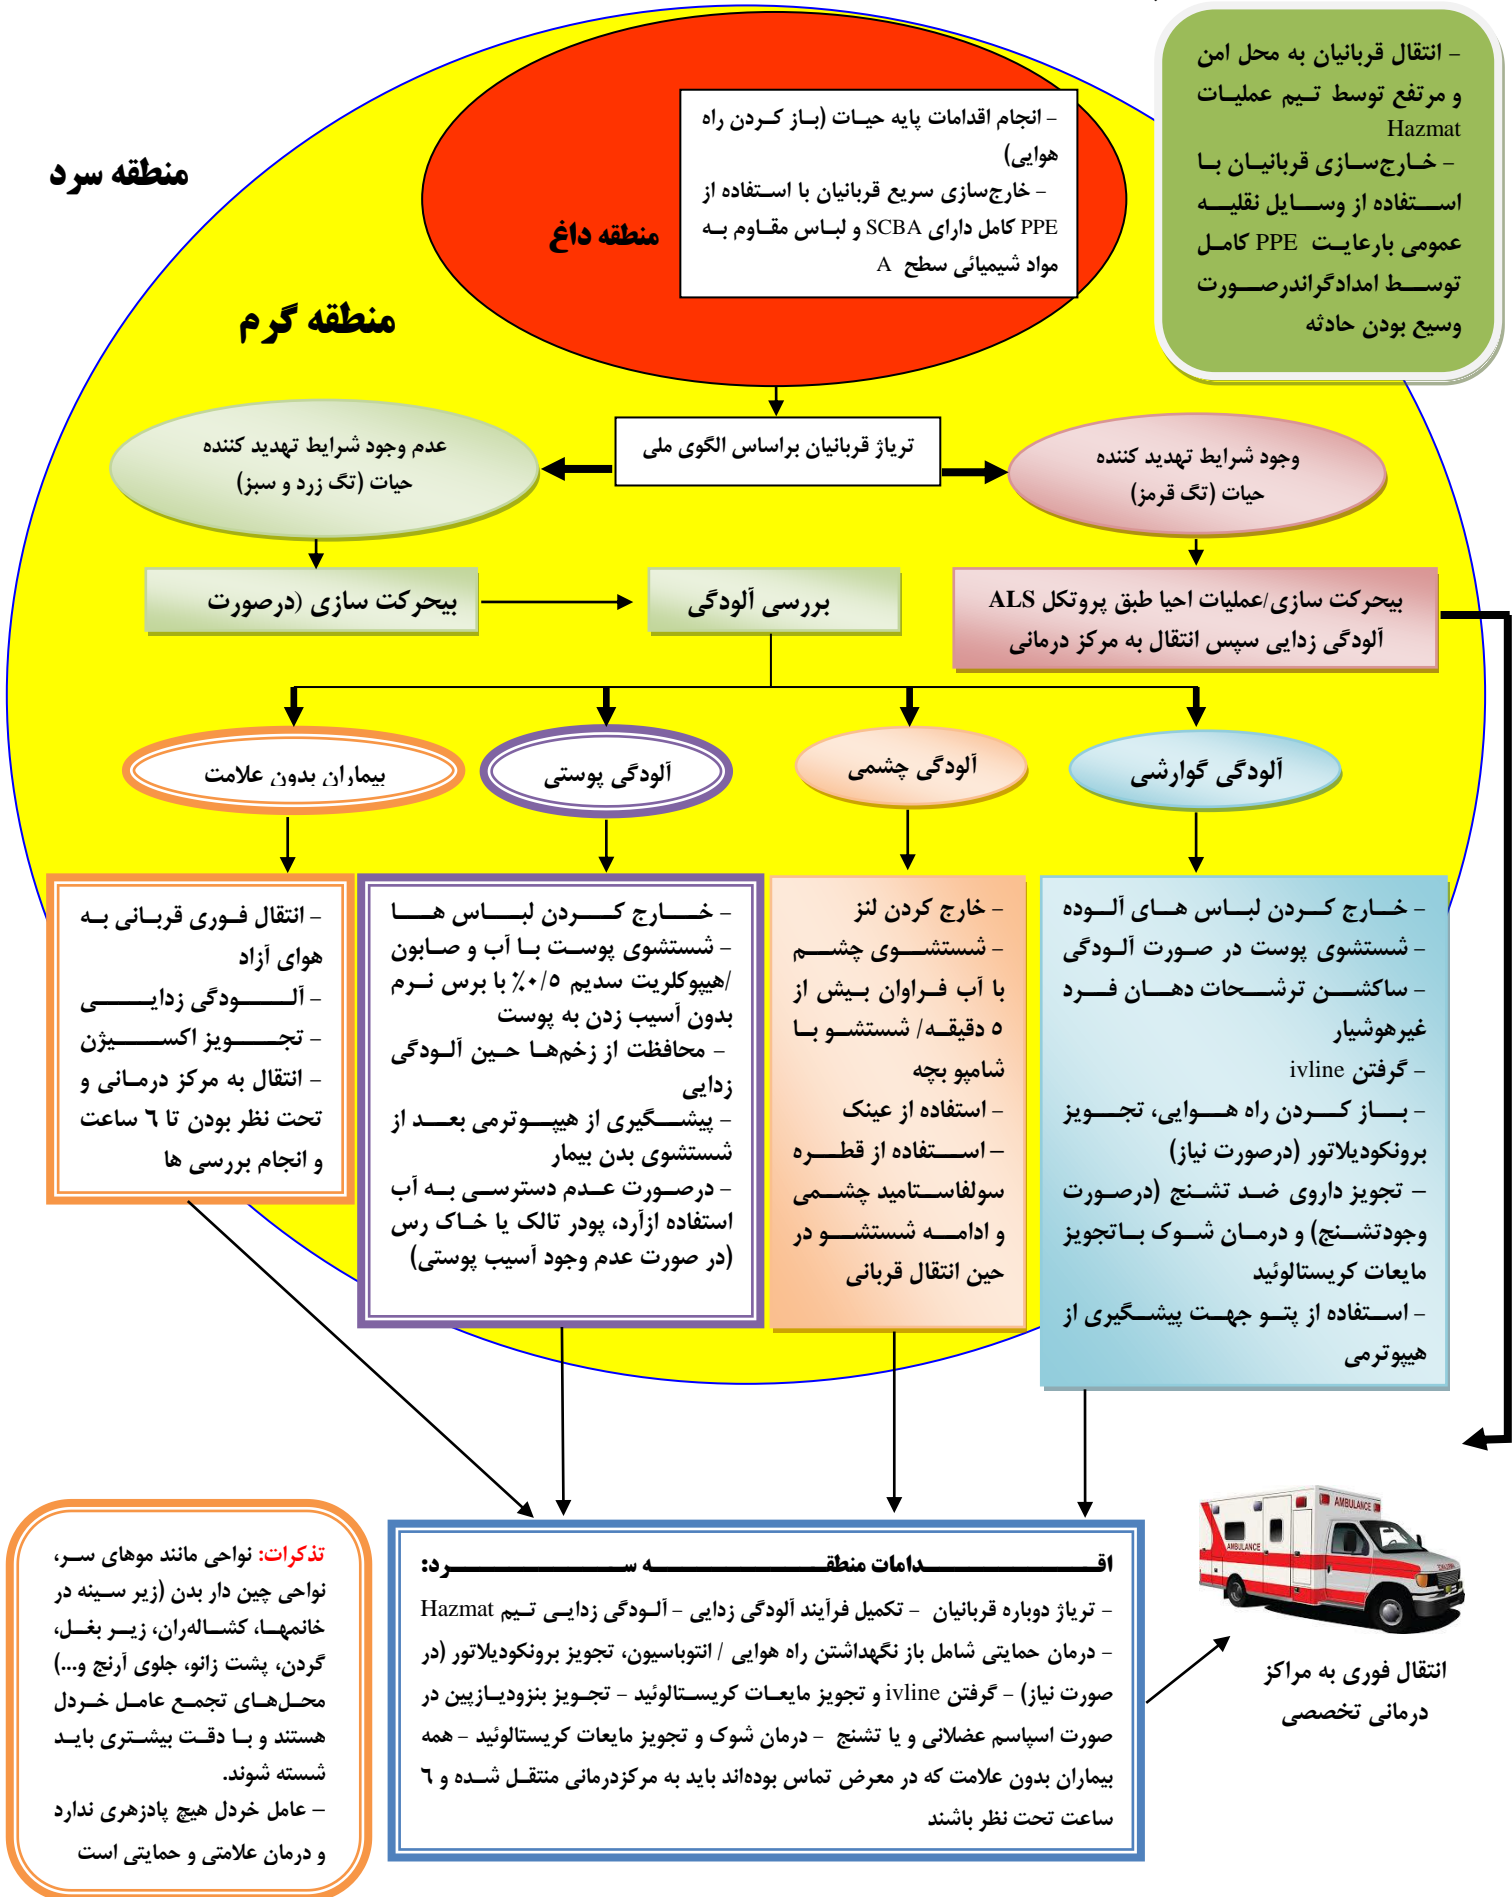 - انتقال قربانیان به محل امن
و مرتفع توسط تیم عملیات
Hazmat
- خارج‌سازی قربانیان با
استفاده از وسایل نقلیه
عمومی بارعایت PPE کامل
توسط امدادگراندرصورت
وسیع بودن حادثه
- انجام اقدامات پایه حیات (باز کردن راه
هوایی)
- خارج‌سازی سریع قربانیان با استفاده از
PPE کامل دارای SCBA و لباس مقاوم به
مواد شیمیائی سطح A
منطقه داغ
منطقه سرد
منطقه گرم
تریاژ قربانیان براساس الگوی ملی
وجود شرایط تهدید کننده
حیات (تگ قرمز)
عدم وجود شرایط تهدید کننده
حیات (تگ زرد و سبز)
بیحرکت سازی/عملیات احیا طبق پروتکل ALS
آلودگی زدایی سپس انتقال به مرکز درمانی
بررسی آلودگی
بیحرکت سازی (درصورت
آلودگی گوارشی
آلودگی چشمی
آلودگی پوستی
بیماران بدون علامت
- خارج کردن لباس های آلوده
- شستشوی پوست در صورت آلودگی
- ساکشن ترشحات دهان فرد
غیرهوشیار
- گرفتن ivline
- باز کردن راه هوایی، تجویز
برونکودیلاتور (درصورت نیاز)
- تجویز داروی ضد تشنج (درصورت
وجودتشنج) و درمان شوک باتجویز
مایعات کریستالوئید
- استفاده از پتو جهت پیشگیری از
هیپوترمی
- خارج کردن لنز
- شستشوی چشم
با آب فراوان بیش از
٥ دقیقه/ شستشو با
شامپو بچه
- استفاده از عینک
- استفاده از قطره
سولفاستامید چشمی
و ادامه شستشو در
حین انتقال قربانی
- خارج کردن لباس ها
- شستشوی پوست با آب و صابون
/هیپوکلریت سدیم ٠/٥٪ با برس نرم
بدون آسیب زدن به پوست
- محافظت از زخم‌ها حین آلودگی
زدایی
- پیشگیری از هیپوترمی بعد از
شستشوی بدن بیمار
- درصورت عدم دسترسی به آب
استفاده ازآرد، پودر تالک یا خاک رس
(در صورت عدم وجود آسیب پوستی)
- انتقال فوری قربانی به
هوای آزاد
- آلودگی زدایی
- تجویز اکسیژن
- انتقال به مرکز درمانی و
تحت نظر بودن تا ٦ ساعت
و انجام بررسی ها
اقدامات منطقه سرد:
- تریاژ دوباره قربانیان - تکمیل فرآیند آلودگی زدایی - آلودگی زدایی تیم Hazmat
- درمان حمایتی شامل باز نگهداشتن راه هوایی / انتوباسیون، تجویز برونکودیلاتور (در
صورت نیاز) - گرفتن ivline و تجویز مایعات کریستالوئید - تجویز بنزودیازپین در
صورت اسپاسم عضلانی و یا تشنج - درمان شوک و تجویز مایعات کریستالوئید - همه
بیماران بدون علامت که در معرض تماس بوده‌اند باید به مرکزدرمانی منتقل شده و ٦
ساعت تحت نظر باشند
AMBULANCE
AMBULANCE
انتقال فوری به مراکز
درمانی تخصصی
تذکرات: نواحی مانند موهای سر،
نواحی چین دار بدن (زیر سینه در
خانمها، کشاله‌ران، زیر بغل،
گردن، پشت زانو، جلوی آرنج و...)
محل‌های تجمع عامل خردل
هستند و با دقت بیشتری باید
شسته شوند.
- عامل خردل هیچ پادزهری ندارد
و درمان علامتی و حمایتی است